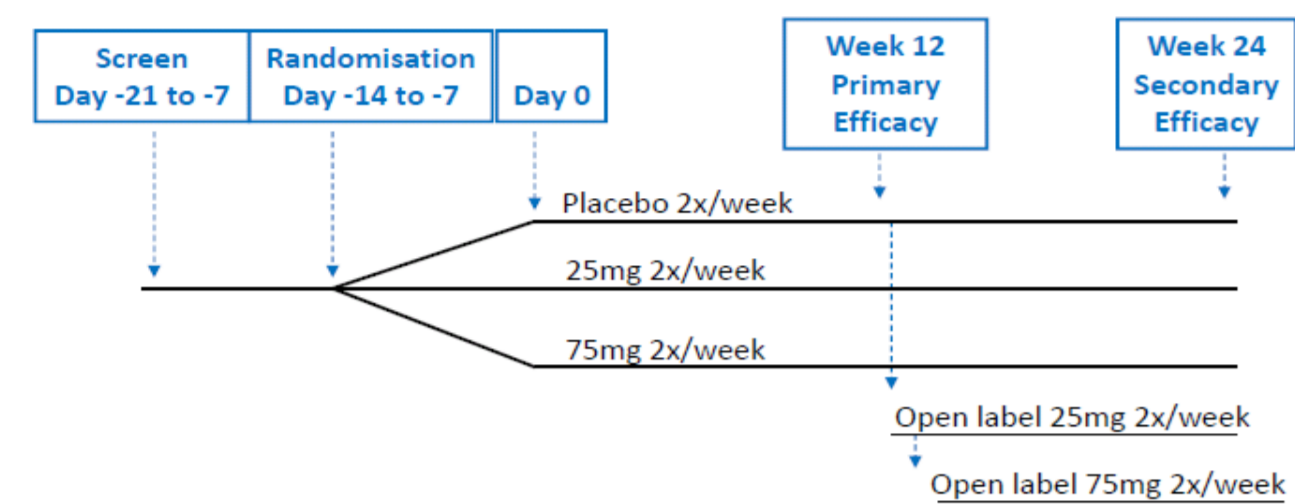 Screen
Day -21 to -7
Randomisation
Day -14 to -7
Day 0
Week 12
Primary
Efficacy
Week 24
Secondary
Efficacy
Placebo 2x/week
25mg 2x/week
75mg 2x/week
Open label 25mg 2x/week
Open label 75mg 2x/week